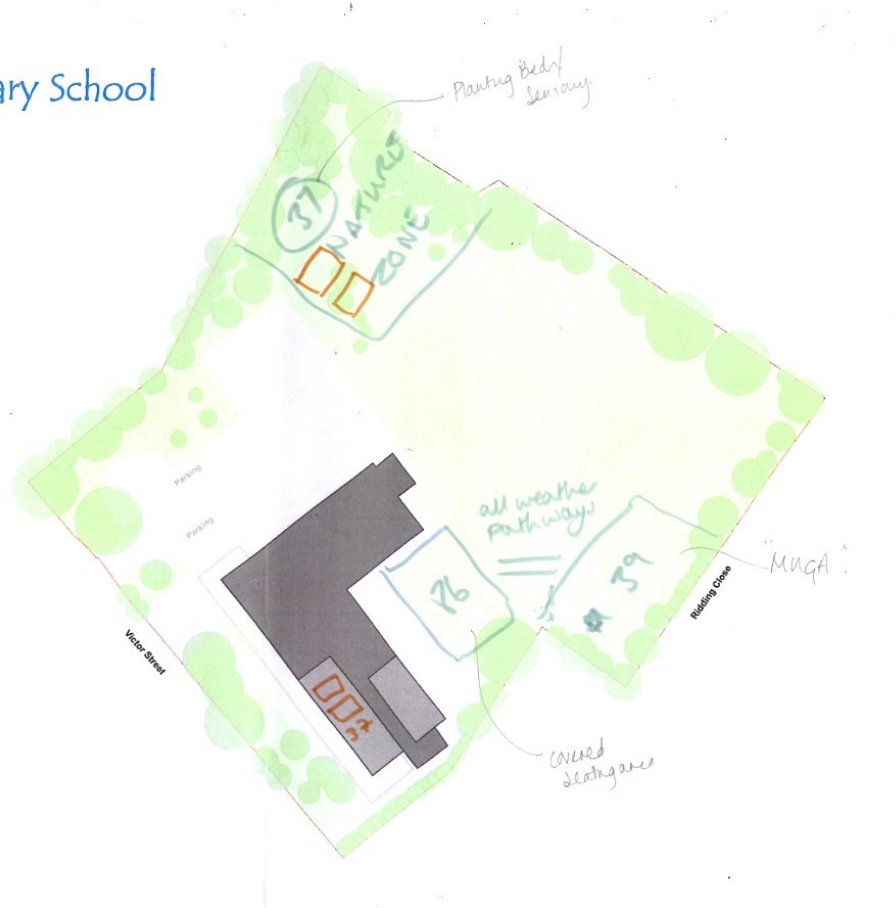 ary School
Planting Beds/
Sensory.
37
NATURE
ZONE
Parking
Parking
all weather
pathways
86
39
"MUGA".
Ridding Close
Victor Street
covered
seating area